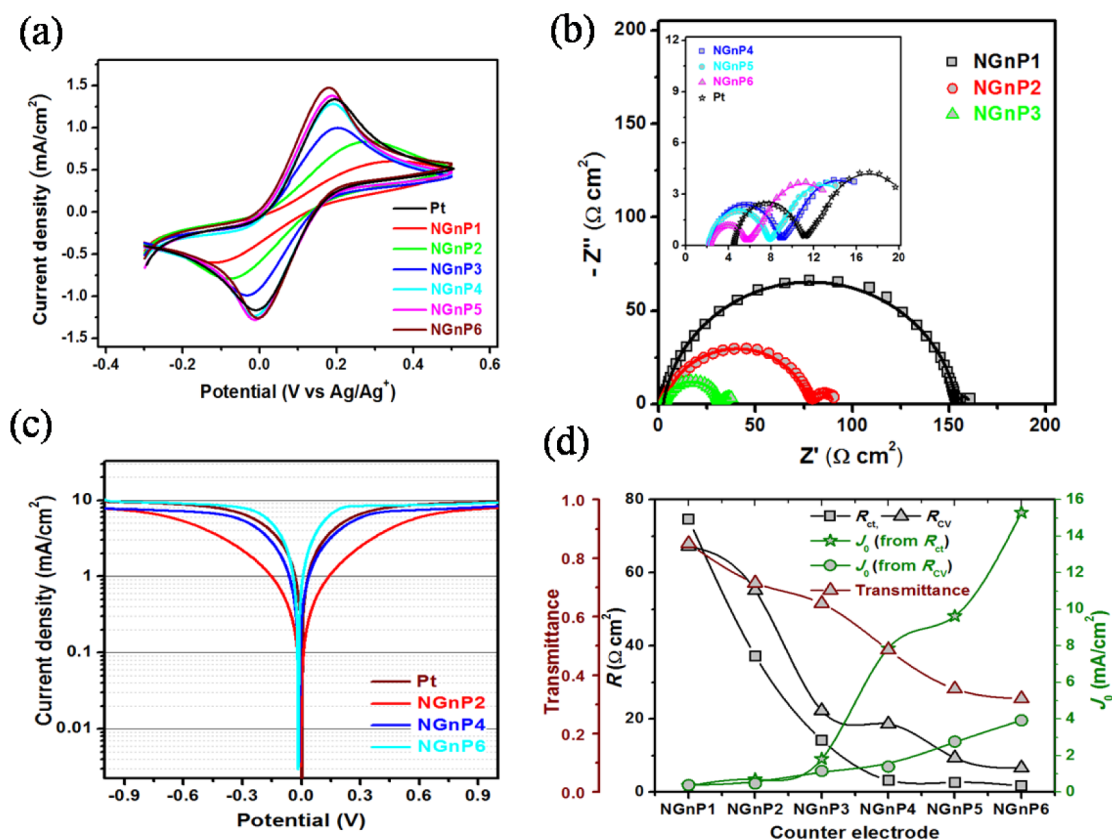 (a)
Current density (mA/cm²)
1.5
1.0
0.5
0.0
-0.5
-1.0
-1.5
-0.4
-0.2
0.0
0.2
0.4
0.6
Potential (V vs Ag/Ag⁺)
Pt
NGnP1
NGnP2
NGnP3
NGnP4
NGnP5
NGnP6
(b)
- Z'' (Ω cm²)
200
175
150
125
100
75
50
25
0
0
50
100
150
200
Z' (Ω cm²)
NGnP1
NGnP2
NGnP3
12
8
4
0
0
4
8
12
16
20
NGnP4
NGnP5
NGnP6
Pt
(c)
Current density (mA/cm²)
10
1
0.1
0.01
-0.9
-0.6
-0.3
0.0
0.3
0.6
0.9
Potential (V)
Pt
NGnP2
NGnP4
NGnP6
(d)
Transmittance
1.0
0.8
0.6
0.4
0.2
0.0
R (Ω cm²)
80
60
40
20
0
Rct, RCV
J0 (from Rct)
J0 (from RCV)
Transmittance
16
14
12
10
8
6
4
2
0
J0 (mA/cm²)
NGnP1 NGnP2 NGnP3 NGnP4 NGnP5 NGnP6
Counter electrode